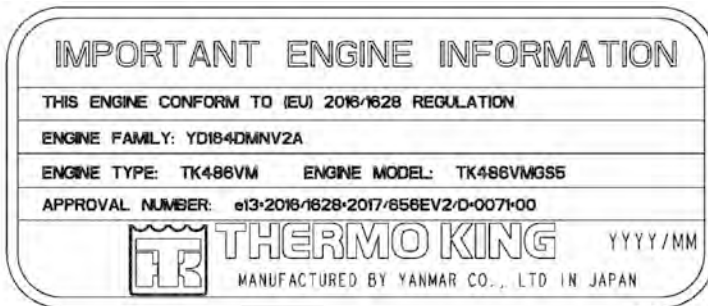 IMPORTANT ENGINE INFORMATION
THIS ENGINE CONFORM TO (EU) 2016/1628 REGULATION
ENGINE FAMILY: YD164DMNV2A
ENGINE TYPE: TK486VM ENGINE MODEL: TK486VMGS5
APPROVAL NUMBER: e13*2016/1628*2017/656EV2/D*0071*00
TK THERMO KING YYYY/MM
MANUFACTURED BY YANMAR CO., LTD IN JAPAN